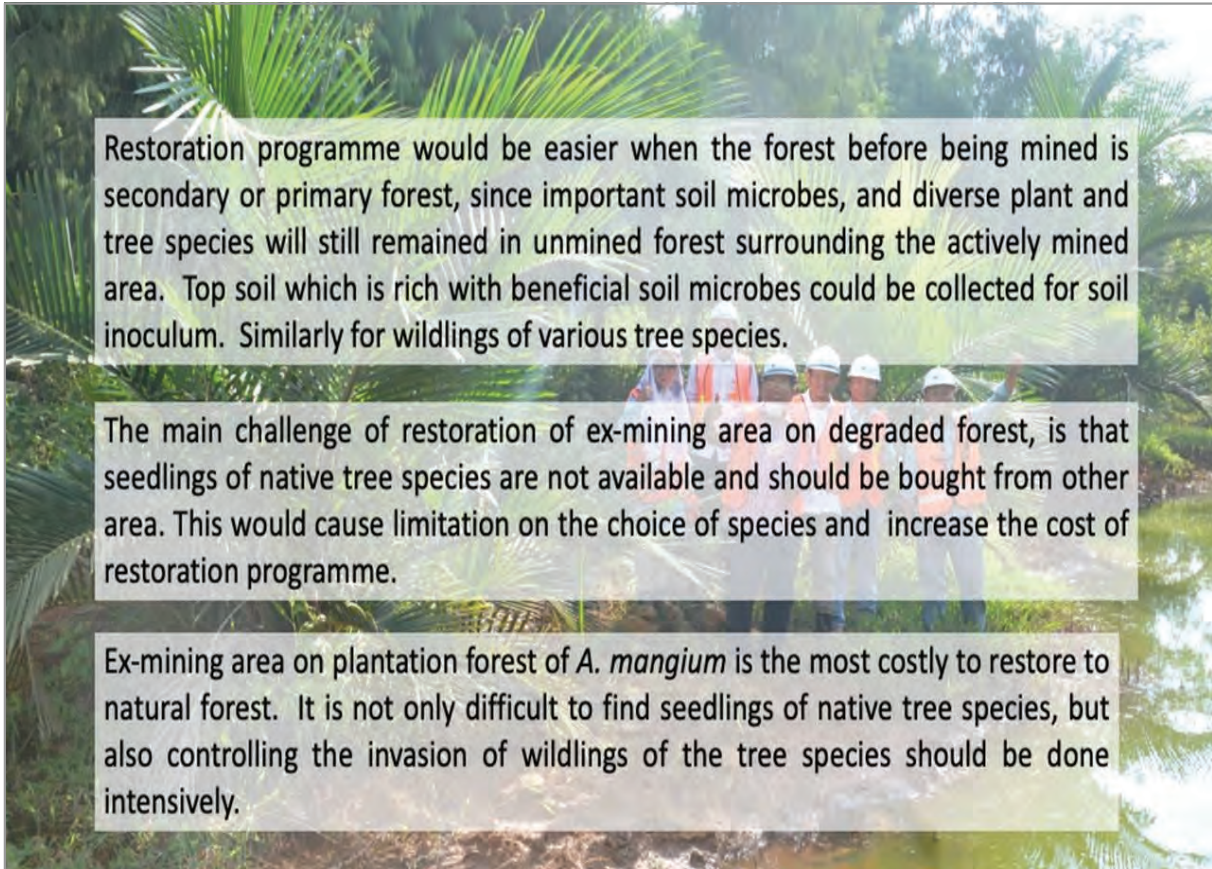 Restoration programme would be easier when the forest before being mined is
secondary or primary forest, since important soil microbes, and diverse plant and
tree species will still remained in unmined forest surrounding the actively mined
area. Top soil which is rich with beneficial soil microbes could be collected for soil
inoculum. Similarly for wildlings of various tree species.
The main challenge of restoration of ex-mining area on degraded forest, is that
seedlings of native tree species are not available and should be bought from other
area. This would cause limitation on the choice of species and increase the cost of
restoration programme.
Ex-mining area on plantation forest of A. mangium is the most costly to restore to
natural forest. It is not only difficult to find seedlings of native tree species, but
also controlling the invasion of wildlings of the tree species should be done
intensively.